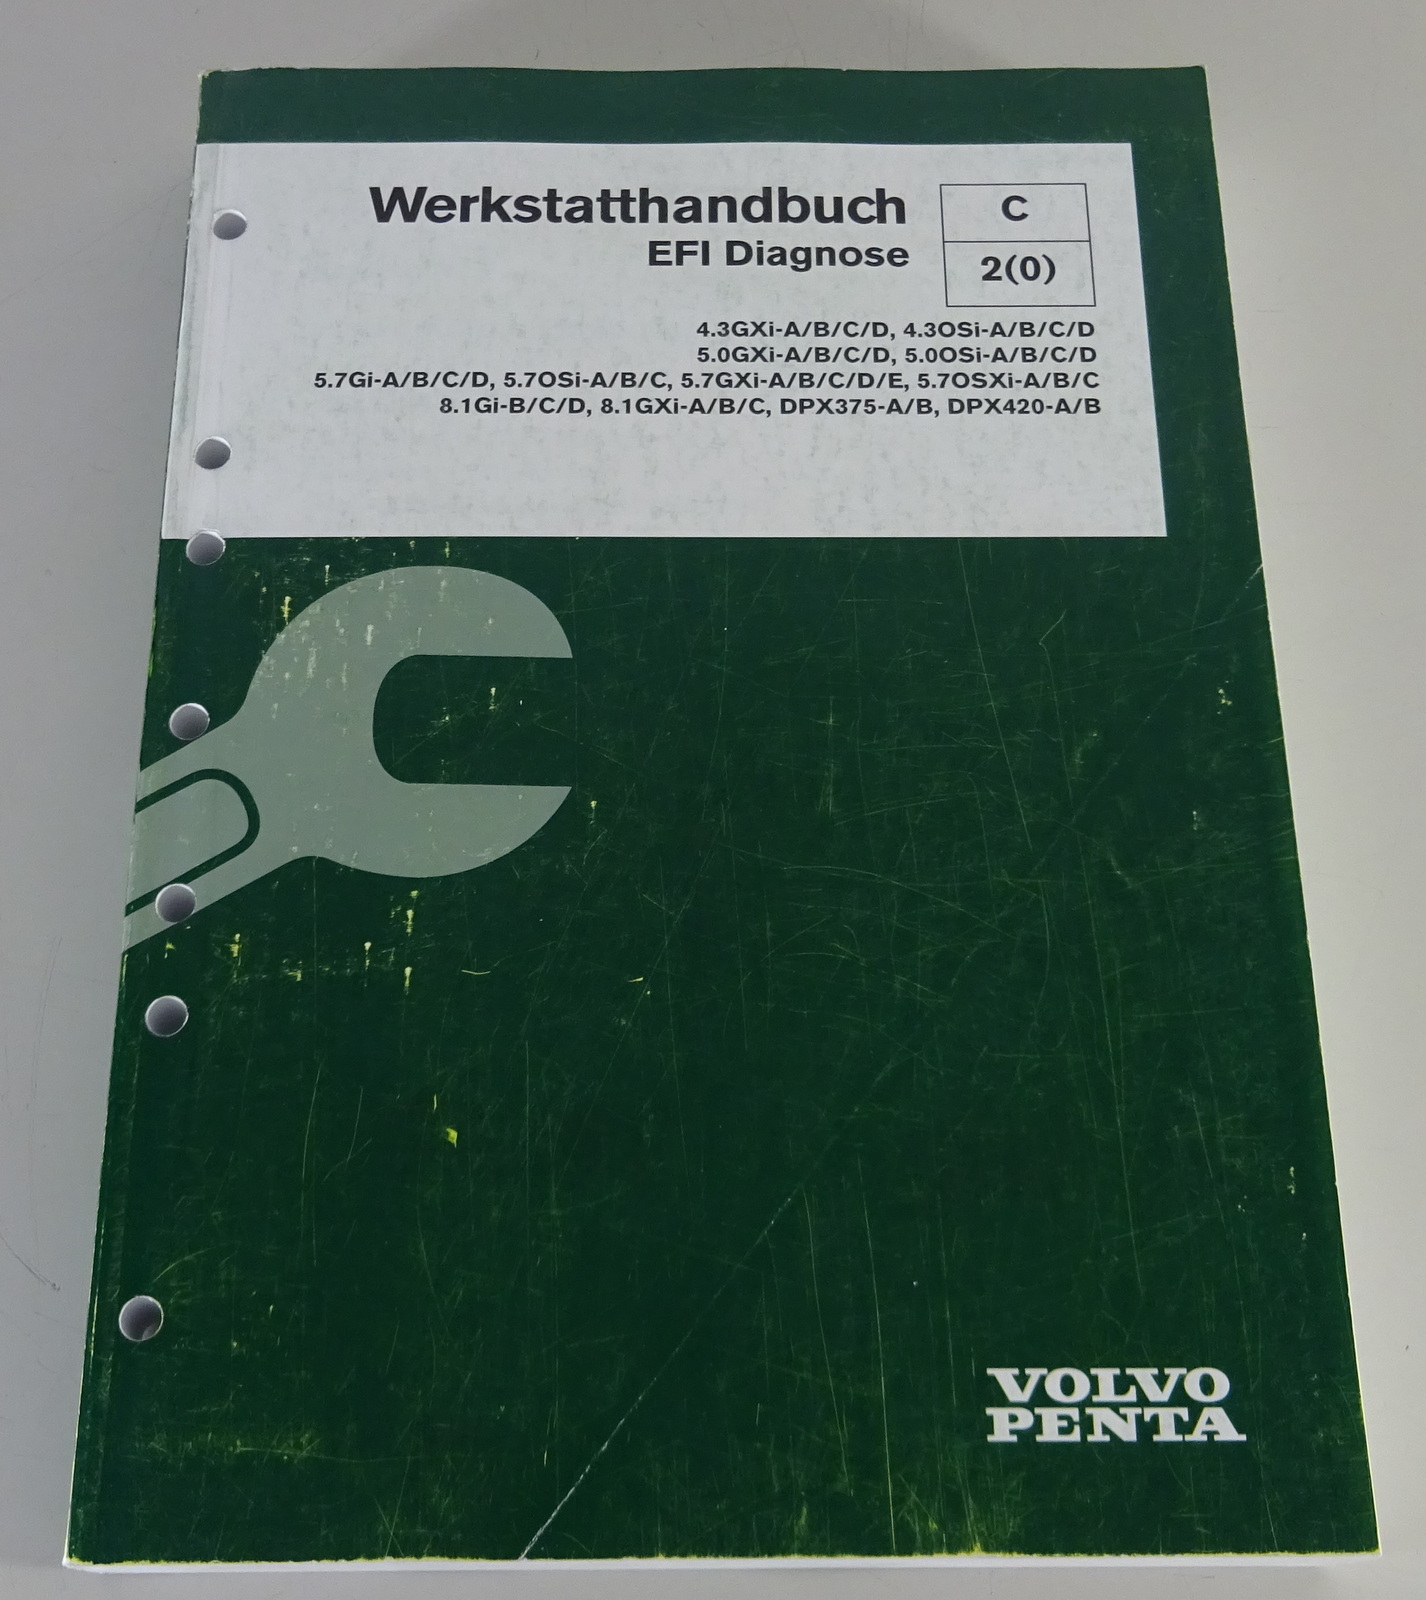 Werkstatthandbuch
EFI Diagnose
C
2(0)
4.3GXi-A/B/C/D, 4.3OSi-A/B/C/D
5.0GXi-A/B/C/D, 5.0OSi-A/B/C/D
5.7Gi-A/B/C/D, 5.7OSi-A/B/C, 5.7GXi-A/B/C/D/E, 5.7OSXi-A/B/C
8.1Gi-B/C/D, 8.1GXi-A/B/C, DPX375-A/B, DPX420-A/B
VOLVO
PENTA